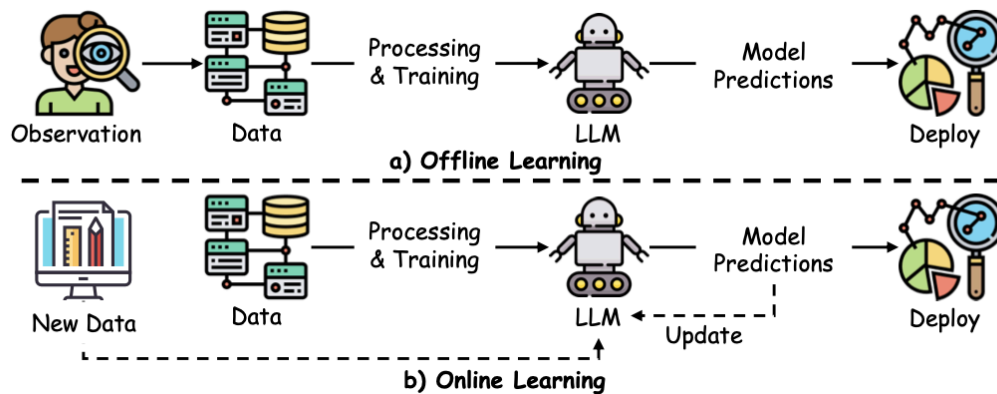 Processing
& Training
Model
Predictions
Observation
Data
LLM
Deploy
a) Offline Learning
Processing
& Training
Model
Predictions
New Data
Data
LLM
Update
Deploy
b) Online Learning